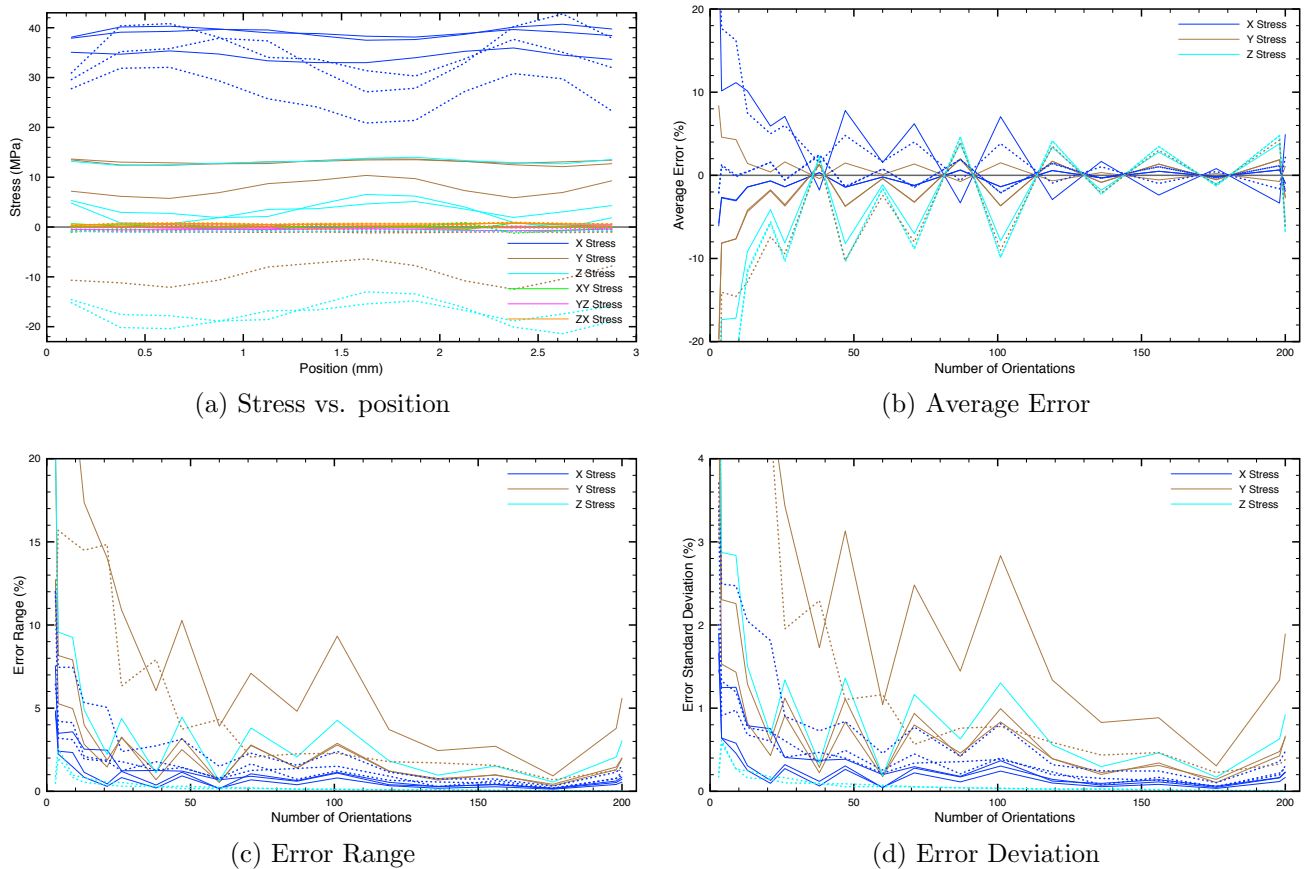 40
30
20
10
0
-10
-20
Stress (MPa)
X Stress
Y Stress
Z Stress
XY Stress
YZ Stress
ZX Stress
0 0.5 1 1.5 2 2.5 3
Position (mm)
(a) Stress vs. position
20
10
0
-10
-20
Average Error (%)
X Stress
Y Stress
Z Stress
0 50 100 150 200
Number of Orientations
(b) Average Error
20
15
10
5
0
Error Range (%)
X Stress
Y Stress
Z Stress
0 50 100 150 200
Number of Orientations
(c) Error Range
4
3
2
1
0
Error Standard Deviation (%)
X Stress
Y Stress
Z Stress
0 50 100 150 200
Number of Orientations
(d) Error Deviation